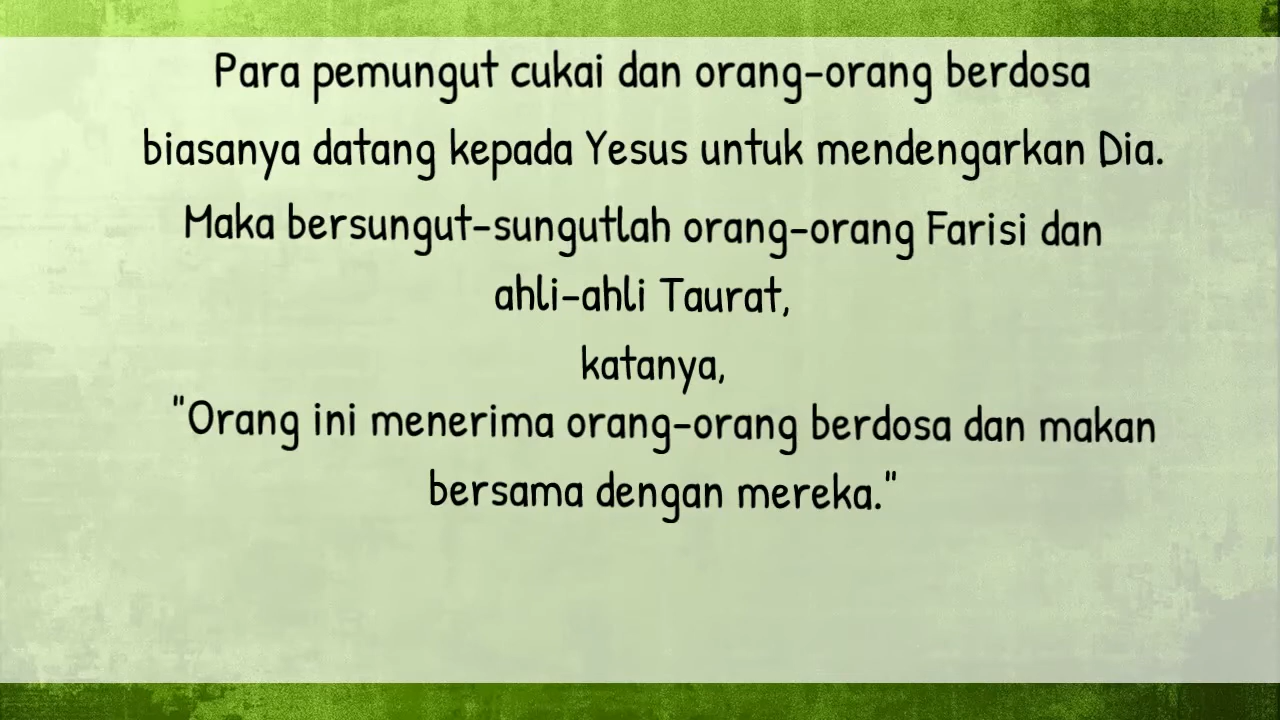 Para pemungut cukai dan orang-orang berdosa
biasanya datang kepada Yesus untuk mendengarkan Dia.
Maka bersungut-sungutlah orang-orang Farisi dan
ahli-ahli Taurat,
katanya,
"Orang ini menerima orang-orang berdosa dan makan
bersama dengan mereka."